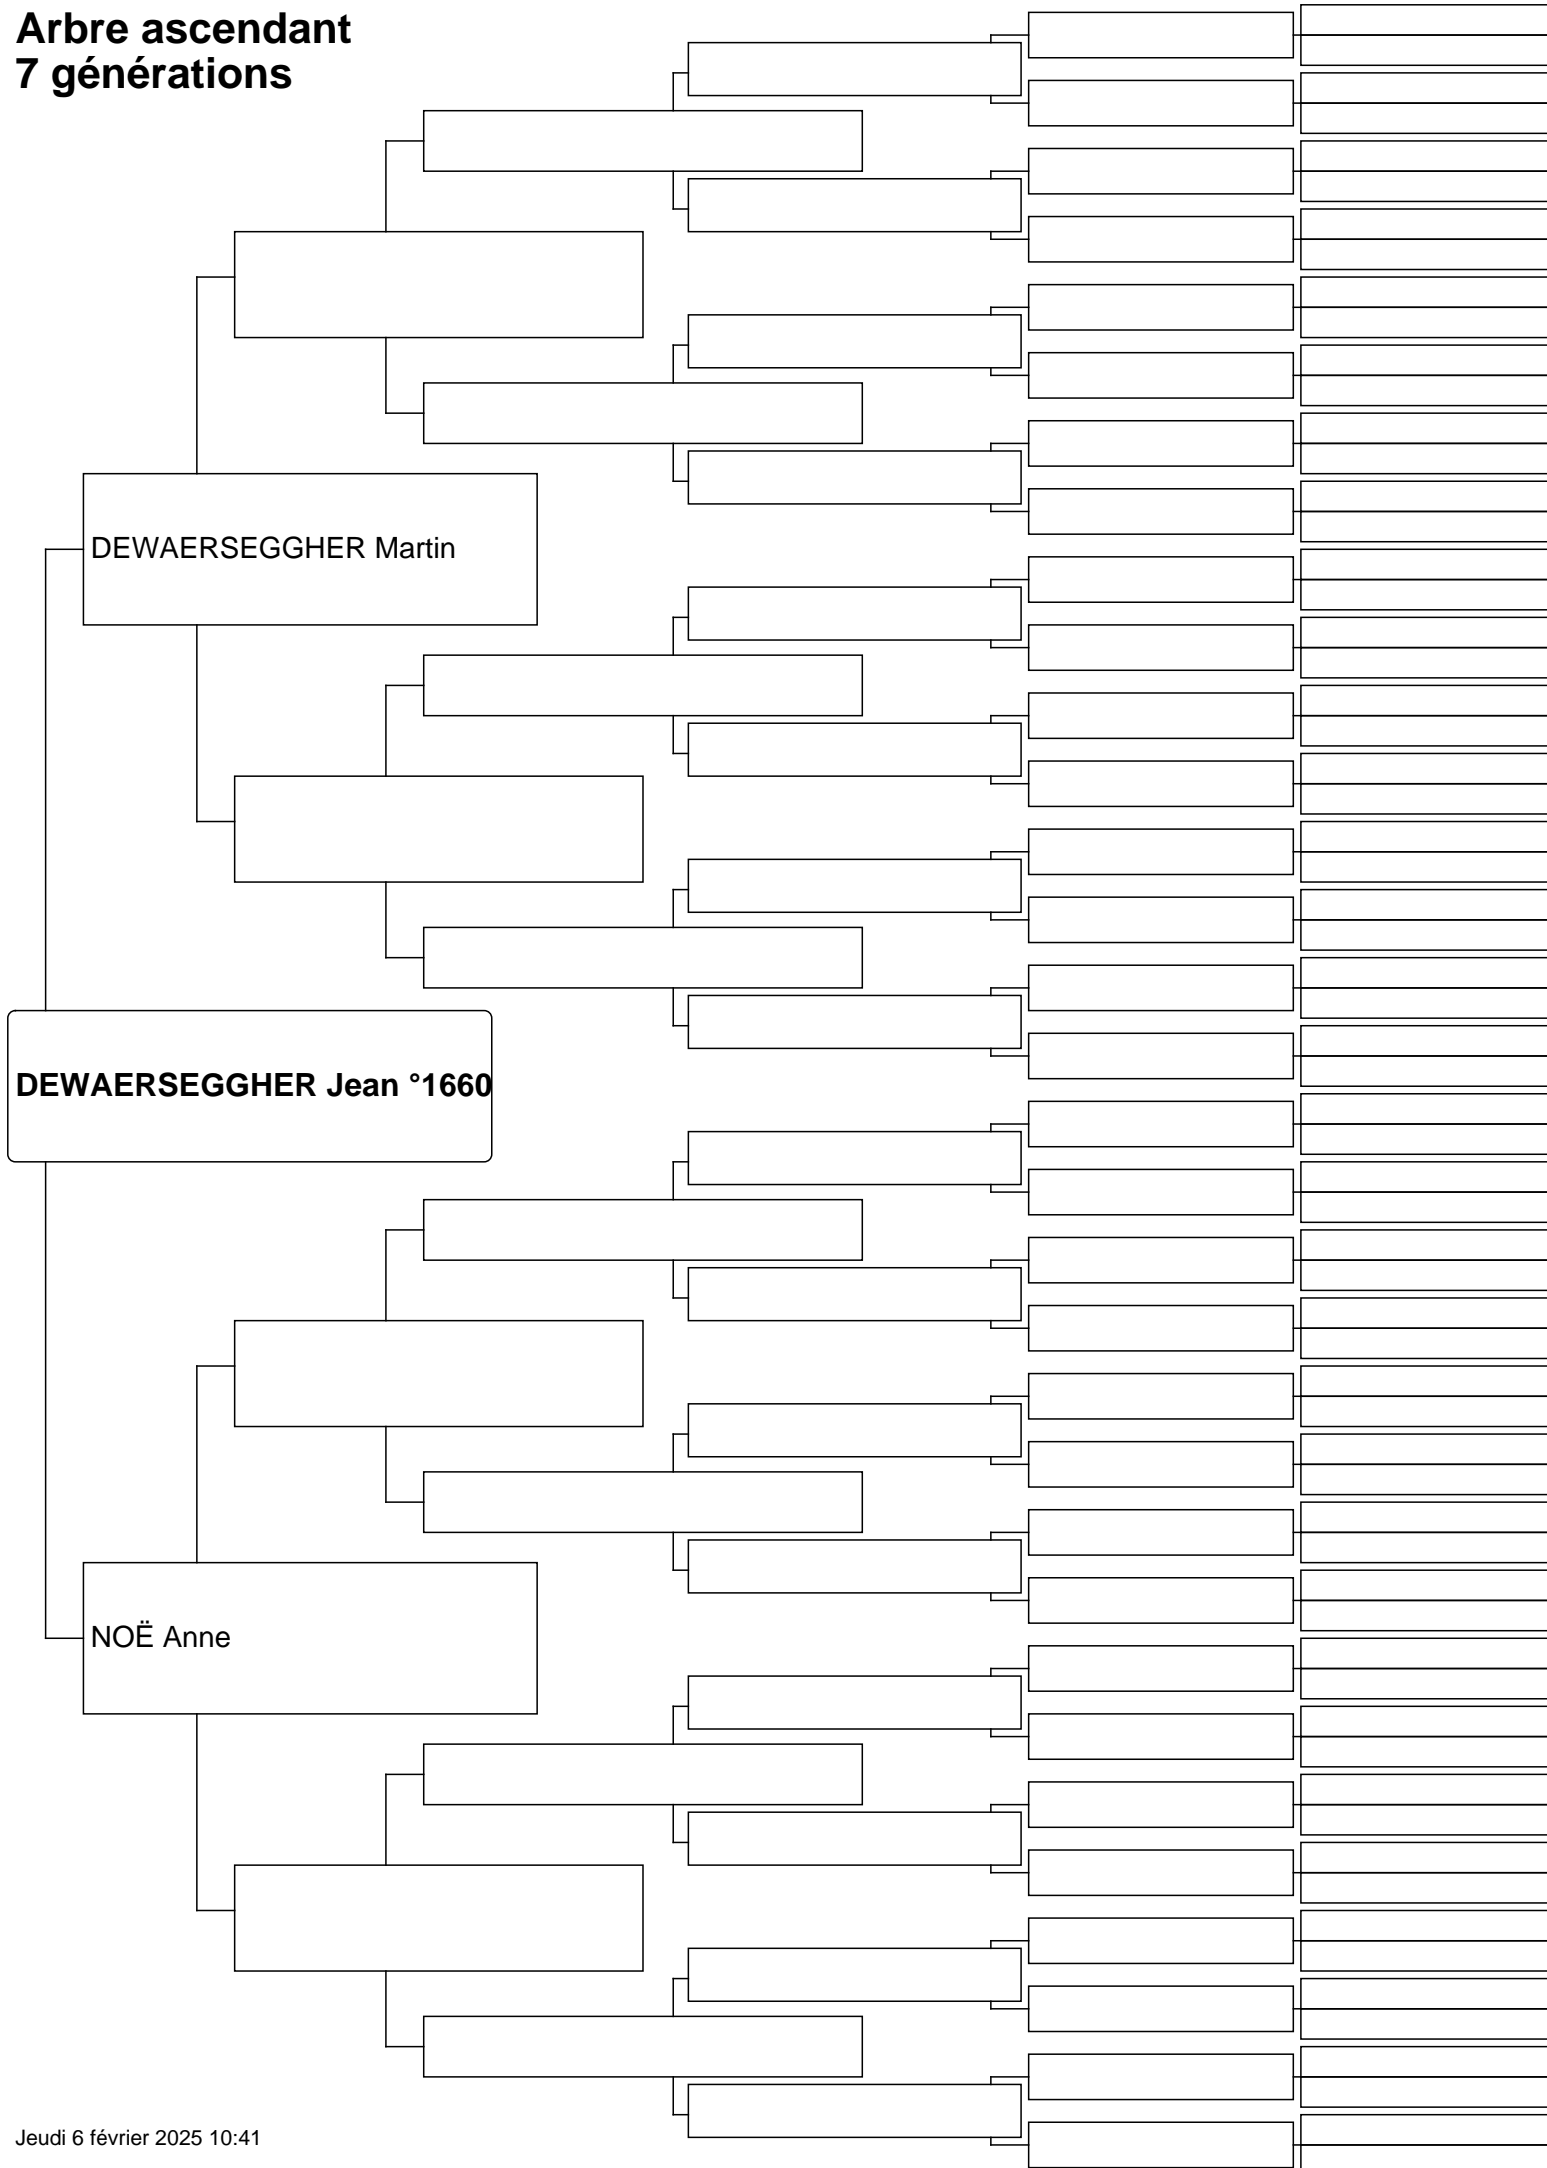 Arbre ascendant
7 générations
DEWAERSEGGHER Martin
DEWAERSEGGHER Jean °1660
NOË Anne
Jeudi 6 février 2025 10:41